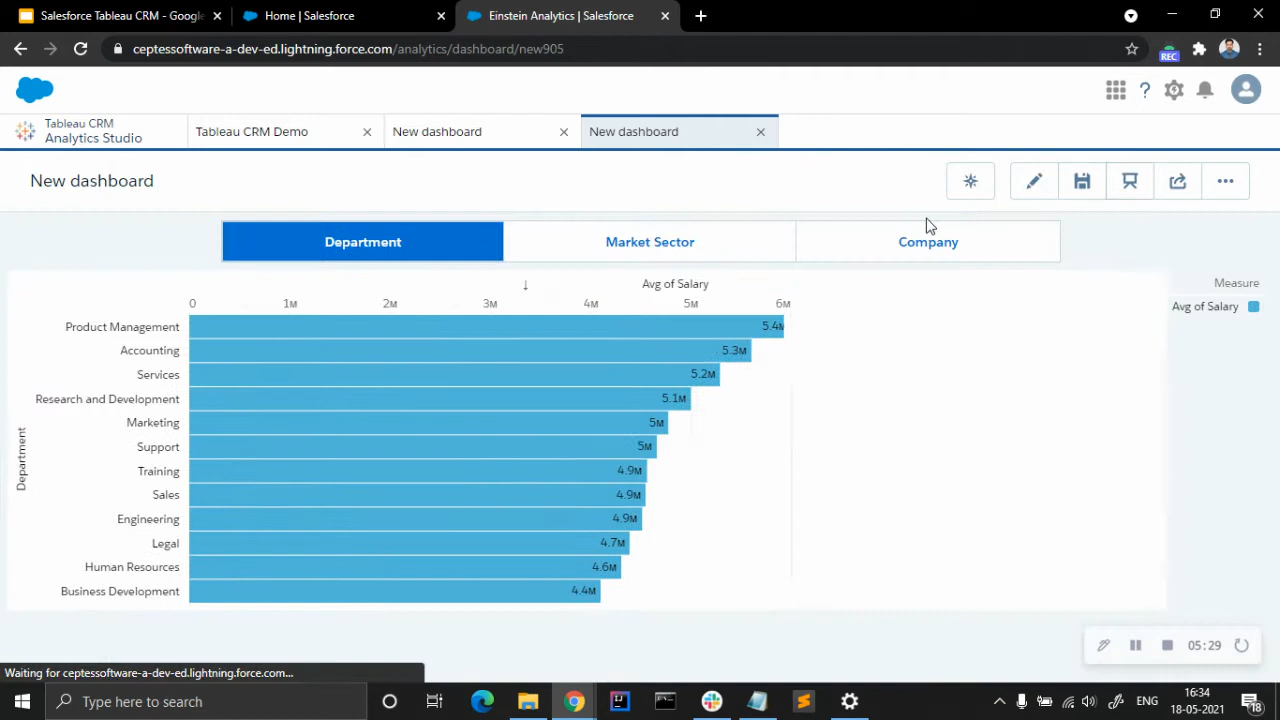 Salesforce Tableau CRM - Google
Home | Salesforce
Einstein Analytics | Salesforce
ceptessoftware-a-dev-ed.lightning.force.com/analytics/dashboard/new905
REC
Tableau CRM
Analytics Studio
Tableau CRM Demo
New dashboard
New dashboard
New dashboard
Department
Market Sector
Company
Avg of Salary
Measure
0
1M
2M
3M
4M
5M
6M
Avg of Salary
Product Management
5.4M
Accounting
5.3M
Services
5.2M
Research and Development
5.1M
Marketing
5M
Support
5M
Training
4.9M
Sales
4.9M
Engineering
4.9M
Legal
4.7M
Human Resources
4.6M
Business Development
4.4M
Department
05:29
Waiting for ceptessoftware-a-dev-ed.lightning.force.com...
Type here to search
ENG
16:34
18-05-2021
18